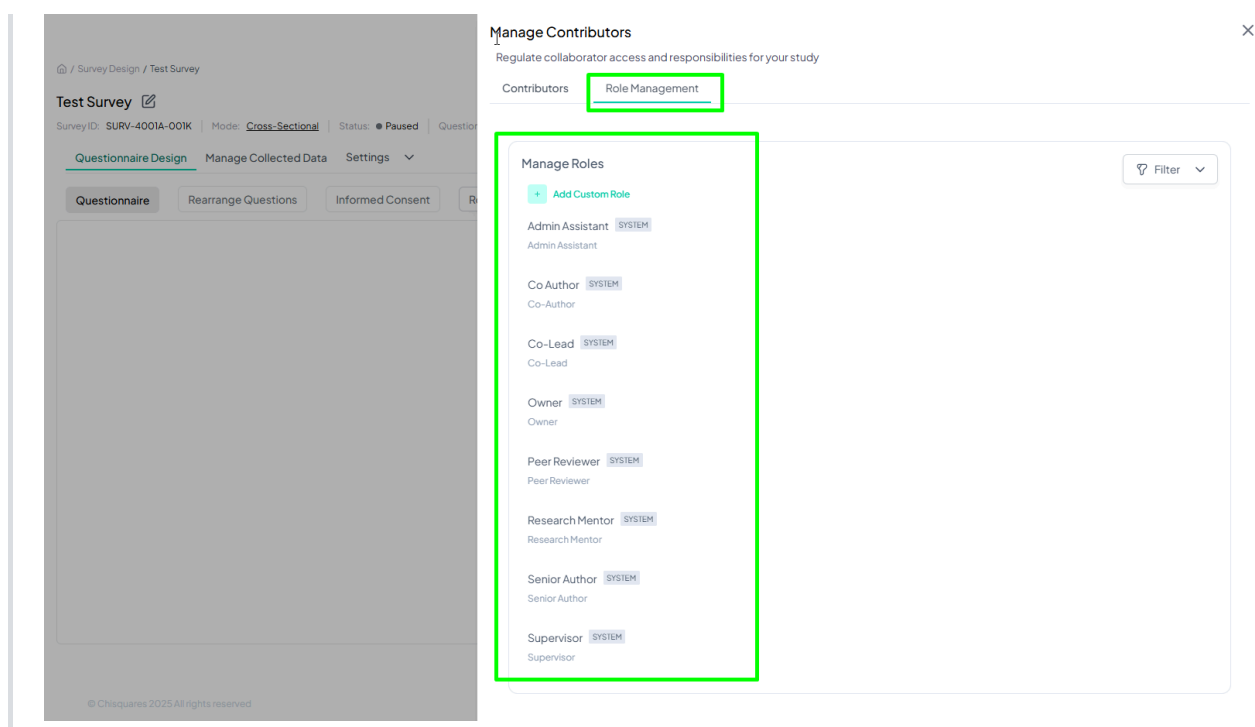 Manage Contributors
Regulate collaborator access and responsibilities for your study
Contributors Role Management
/ Survey Design / Test Survey
Test Survey
Survey ID: SURV-4001A-001K Mode: Cross-Sectional Status: Paused Question
Questionnaire Design Manage Collected Data Settings
Questionnaire Rearrange Questions Informed Consent
Manage Roles
Filter
+ Add Custom Role
Admin Assistant SYSTEM
Admin Assistant
Co Author SYSTEM
Co-Author
Co-Lead SYSTEM
Co-Lead
Owner SYSTEM
Owner
Peer Reviewer SYSTEM
Peer Reviewer
Research Mentor SYSTEM
Research Mentor
Senior Author SYSTEM
Senior Author
Supervisor SYSTEM
Supervisor
© Chisquares 2025 All rights reserved